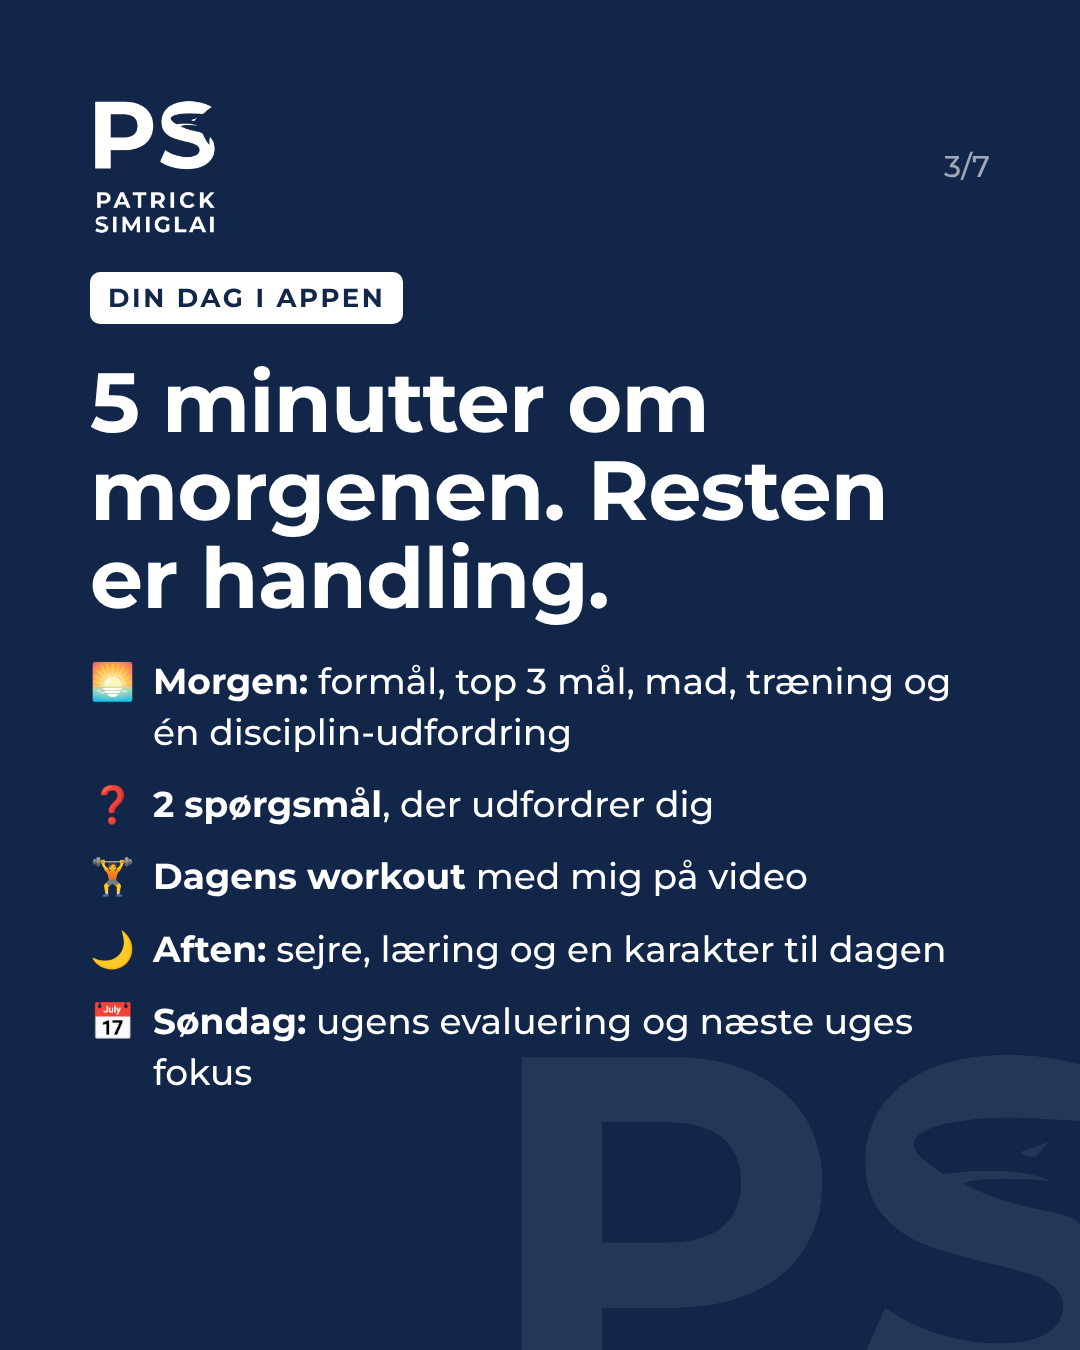 PS
PATRICK
SIMIGLAI
3/7
DIN DAG I APPEN
5 minutter om
morgenen. Resten
er handling.
🌅 Morgen: formål, top 3 mål, mad, træning og
én disciplin-udfordring
❓ 2 spørgsmål, der udfordrer dig
🏋️ Dagens workout med mig på video
🌙 Aften: sejre, læring og en karakter til dagen
📅 Søndag: ugens evaluering og næste uges
fokus
PS